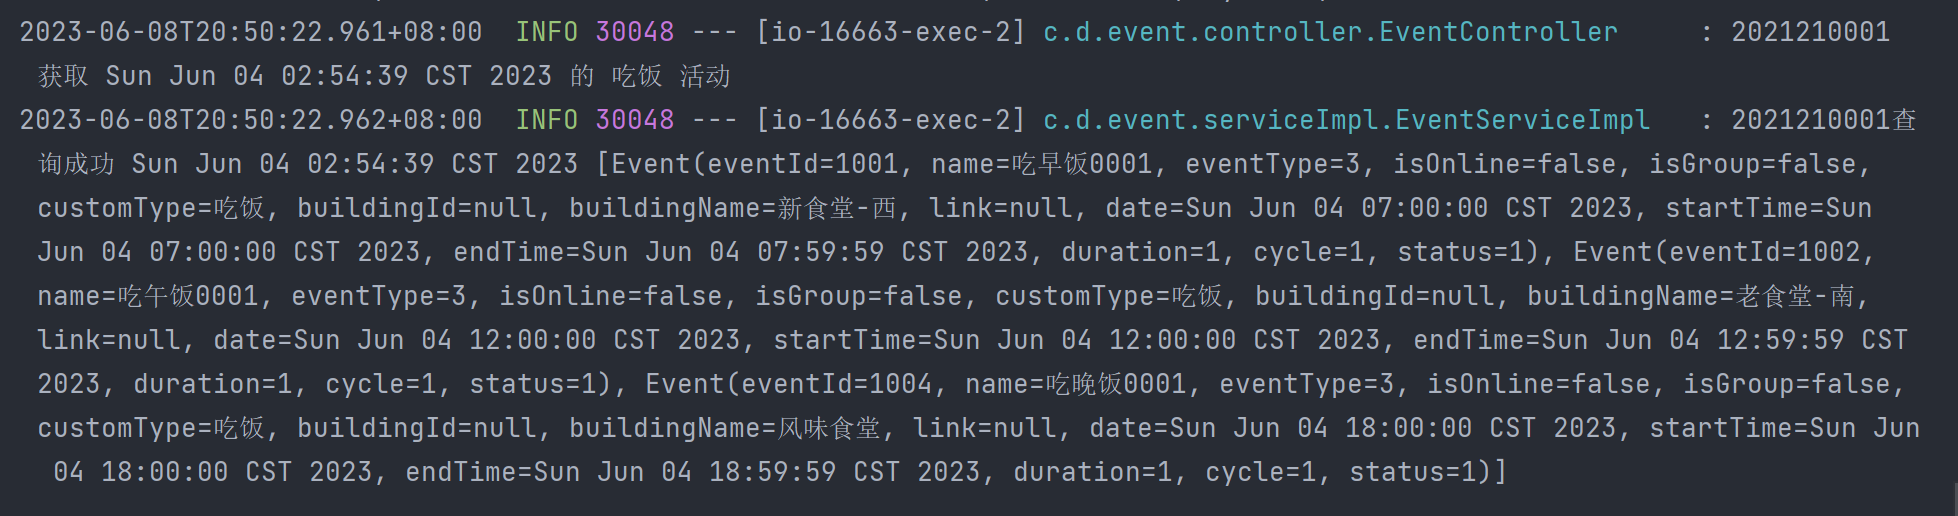 2023-06-08T20:50:22.961+08:00  INFO 30048 --- [io-16663-exec-2] c.d.event.controller.EventController     : 2021210001
获取 Sun Jun 04 02:54:39 CST 2023 的 吃饭 活动
2023-06-08T20:50:22.962+08:00  INFO 30048 --- [io-16663-exec-2] c.d.event.serviceImpl.EventServiceImpl   : 2021210001查
询成功 Sun Jun 04 02:54:39 CST 2023 [Event(eventId=1001, name=吃早饭0001, eventType=3, isOnline=false, isGroup=false,
customType=吃饭, buildingId=null, buildingName=新食堂-西, link=null, date=Sun Jun 04 07:00:00 CST 2023, startTime=Sun
Jun 04 07:00:00 CST 2023, endTime=Sun Jun 04 07:59:59 CST 2023, duration=1, cycle=1, status=1), Event(eventId=1002,
name=吃午饭0001, eventType=3, isOnline=false, isGroup=false, customType=吃饭, buildingId=null, buildingName=老食堂-南,
link=null, date=Sun Jun 04 12:00:00 CST 2023, startTime=Sun Jun 04 12:00:00 CST 2023, endTime=Sun Jun 04 12:59:59 CST
2023, duration=1, cycle=1, status=1), Event(eventId=1004, name=吃晚饭0001, eventType=3, isOnline=false, isGroup=false,
customType=吃饭, buildingId=null, buildingName=风味食堂, link=null, date=Sun Jun 04 18:00:00 CST 2023, startTime=Sun Jun
04 18:00:00 CST 2023, endTime=Sun Jun 04 18:59:59 CST 2023, duration=1, cycle=1, status=1)]